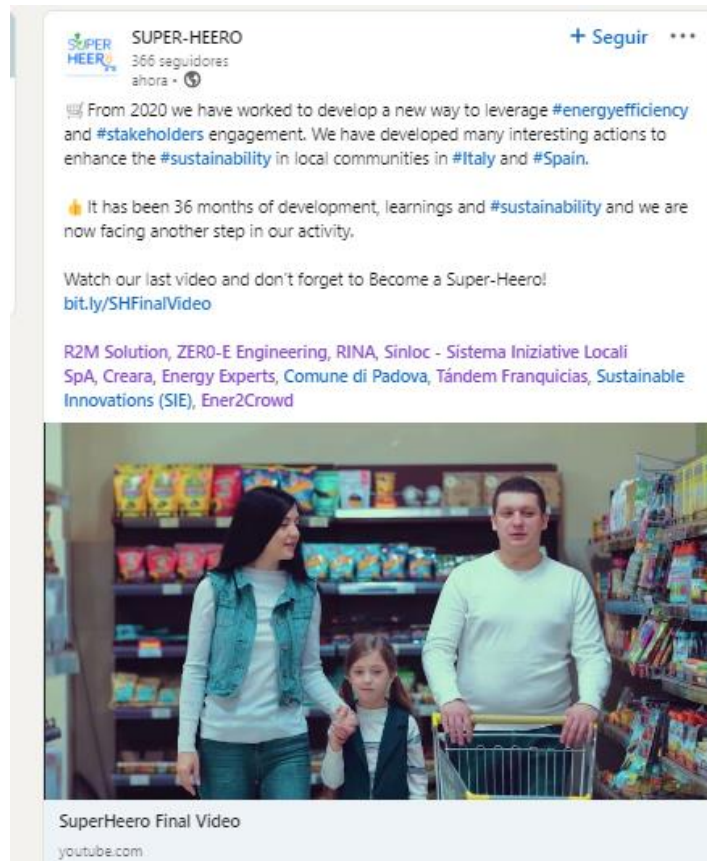 SUPER
HEERO
SUPER-HEERO
+ Seguir •••
366 seguidores
ahora •
From 2020 we have worked to develop a new way to leverage #energyefficiency
and #stakeholders engagement. We have developed many interesting actions to
enhance the #sustainability in local communities in #Italy and #Spain.
It has been 36 months of development, learnings and #sustainability and we are
now facing another step in our activity.
Watch our last video and don't forget to Become a Super-Heero!
bit.ly/SHFinalVideo
R2M Solution, ZER0-E Engineering, RINA, Sinloc - Sistema Iniziative Locali
SpA, Creara, Energy Experts, Comune di Padova, Tándem Franquicias, Sustainable
Innovations (SIE), Ener2Crowd
SuperHeero Final Video
youtube.com